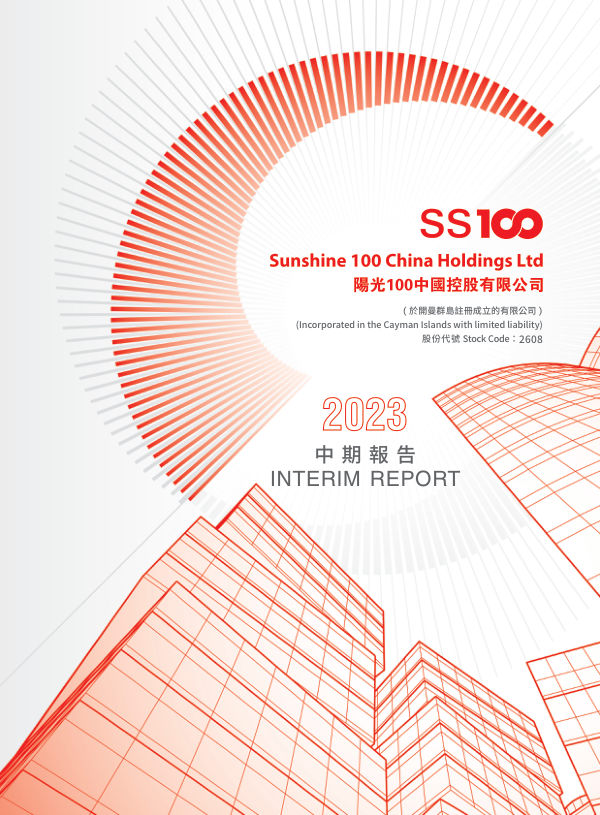 SS100
Sunshine 100 China Holdings Ltd
陽光100中國控股有限公司
(於開曼群島註冊成立的有限公司)
(Incorporated in the Cayman Islands with limited liability)
股份代號 Stock Code：2608
2023
中期報告
INTERIM REPORT